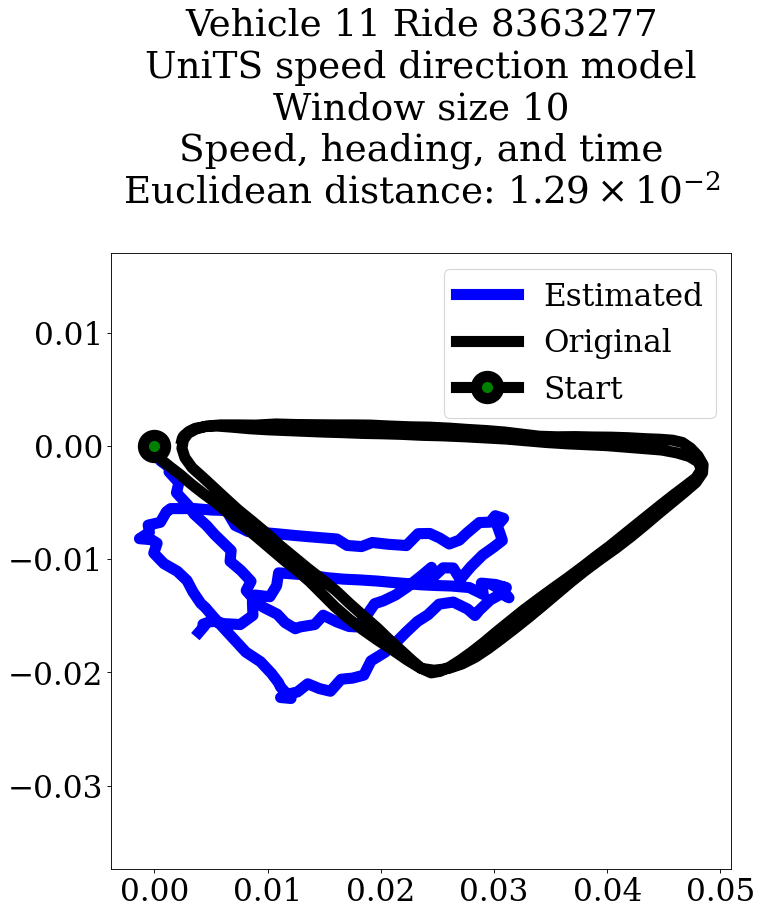 Vehicle 11 Ride 8363277
UniTS speed direction model
Window size 10
Speed, heading, and time
Euclidean distance: 1.29 × 10⁻²
Estimated
Original
Start
0.01
0.00
−0.01
−0.02
−0.03
0.00 0.01 0.02 0.03 0.04 0.05